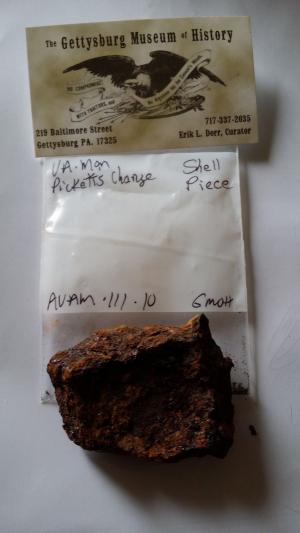 The Gettysburg Museum of History
NO COMPROMISE
WITH TRAITORS, AND
219 Baltimore Street
Gettysburg PA. 17325
717-337-2035
Erik L. Dorr, Curator
VA. Mon
Picketts Charge
Shell
Piece
AVAM.111.10
GMOH